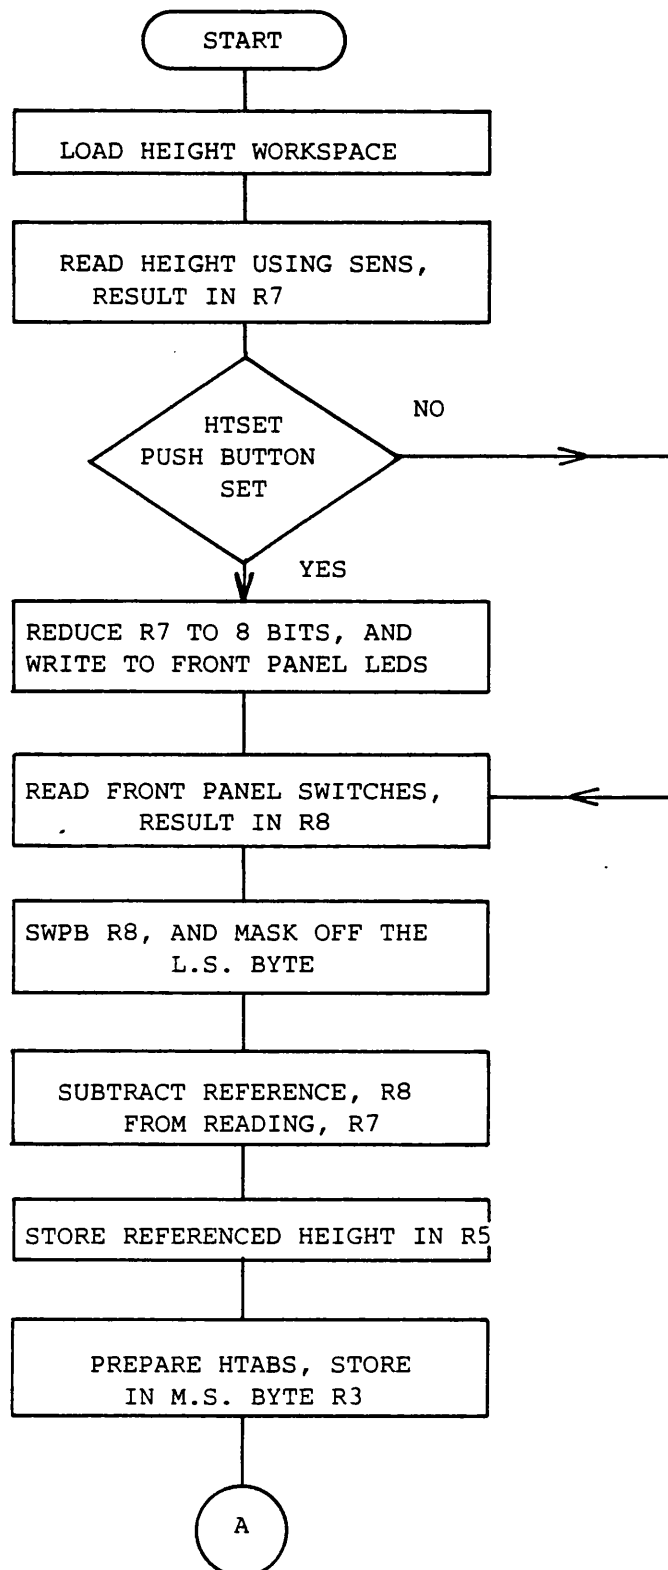 START
LOAD HEIGHT WORKSPACE
READ HEIGHT USING SENS,
RESULT IN R7
HTSET
PUSH BUTTON
SET
NO
YES
REDUCE R7 TO 8 BITS, AND
WRITE TO FRONT PANEL LEDS
READ FRONT PANEL SWITCHES,
RESULT IN R8
SWPB R8, AND MASK OFF THE
L.S. BYTE
SUBTRACT REFERENCE, R8
FROM READING, R7
STORE REFERENCED HEIGHT IN R5
PREPARE HTABS, STORE
IN M.S. BYTE R3
A